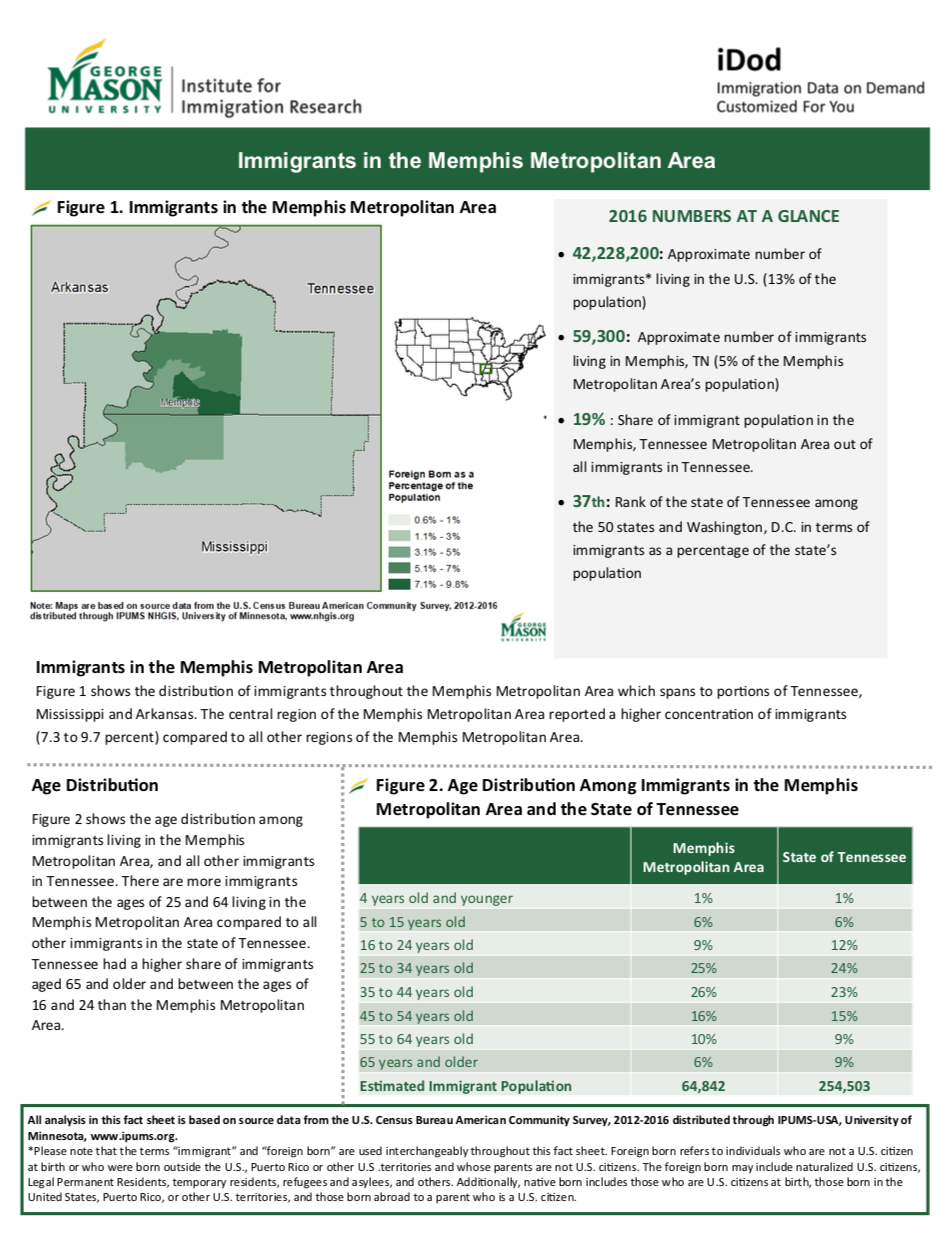 GEORGE
MASON
UNIVERSITY
Institute for
Immigration Research
iDod
Immigration Data on Demand
Customized For You
Immigrants in the Memphis Metropolitan Area
Figure 1. Immigrants in the Memphis Metropolitan Area
Arkansas
Tennessee
Memphis
Mississippi
Foreign Born as a
Percentage of the
Population
0.6% - 1%
1.1% - 3%
3.1% - 5%
5.1% - 7%
7.1% - 9.8%
Note: Maps are based on source data from the U.S. Census Bureau American Community Survey, 2012-2016
distributed through IPUMS NHGIS, University of Minnesota, www.nhgis.org
GEORGE
MASON
UNIVERSITY
2016 NUMBERS AT A GLANCE
• 42,228,200: Approximate number of
immigrants* living in the U.S. (13% of the
population)
• 59,300: Approximate number of immigrants
living in Memphis, TN (5% of the Memphis
Metropolitan Area's population)
• 19% : Share of immigrant population in the
Memphis, Tennessee Metropolitan Area out of
all immigrants in Tennessee.
• 37th: Rank of the state of Tennessee among
the 50 states and Washington, D.C. in terms of
immigrants as a percentage of the state's
population
Immigrants in the Memphis Metropolitan Area
Figure 1 shows the distribution of immigrants throughout the Memphis Metropolitan Area which spans to portions of Tennessee,
Mississippi and Arkansas. The central region of the Memphis Metropolitan Area reported a higher concentration of immigrants
(7.3 to 9.7 percent) compared to all other regions of the Memphis Metropolitan Area.
Age Distribution
Figure 2 shows the age distribution among
immigrants living in the Memphis
Metropolitan Area, and all other immigrants
in Tennessee. There are more immigrants
between the ages of 25 and 64 living in the
Memphis Metropolitan Area compared to all
other immigrants in the state of Tennessee.
Tennessee had a higher share of immigrants
aged 65 and older and between the ages of
16 and 24 than the Memphis Metropolitan
Area.
Figure 2. Age Distribution Among Immigrants in the Memphis
Metropolitan Area and the State of Tennessee
Memphis
Metropolitan Area
State of Tennessee
4 years old and younger 1% 1%
5 to 15 years old 6% 6%
16 to 24 years old 9% 12%
25 to 34 years old 25% 24%
35 to 44 years old 26% 23%
45 to 54 years old 16% 15%
55 to 64 years old 10% 9%
65 years and older 6% 9%
Estimated Immigrant Population 64,842 254,503
All analysis in this fact sheet is based on source data from the U.S. Census Bureau American Community Survey, 2012-2016 distributed through IPUMS-USA, University of
Minnesota, www.ipums.org.
*Please note that the terms "immigrant" and "foreign born" are used interchangeably throughout this fact sheet. Foreign born refers to individuals who are not a U.S. citizen
at birth or who were born outside the U.S., Puerto Rico or other U.S .territories and whose parents are not U.S. citizens. The foreign born may include naturalized U.S. citizens,
Legal Permanent Residents, temporary residents, refugees and asylees, and others. Additionally, native born includes those who are U.S. citizens at birth, those born in the
United States, Puerto Rico, or other U.S. territories, and those born abroad to a parent who is a U.S. citizen.